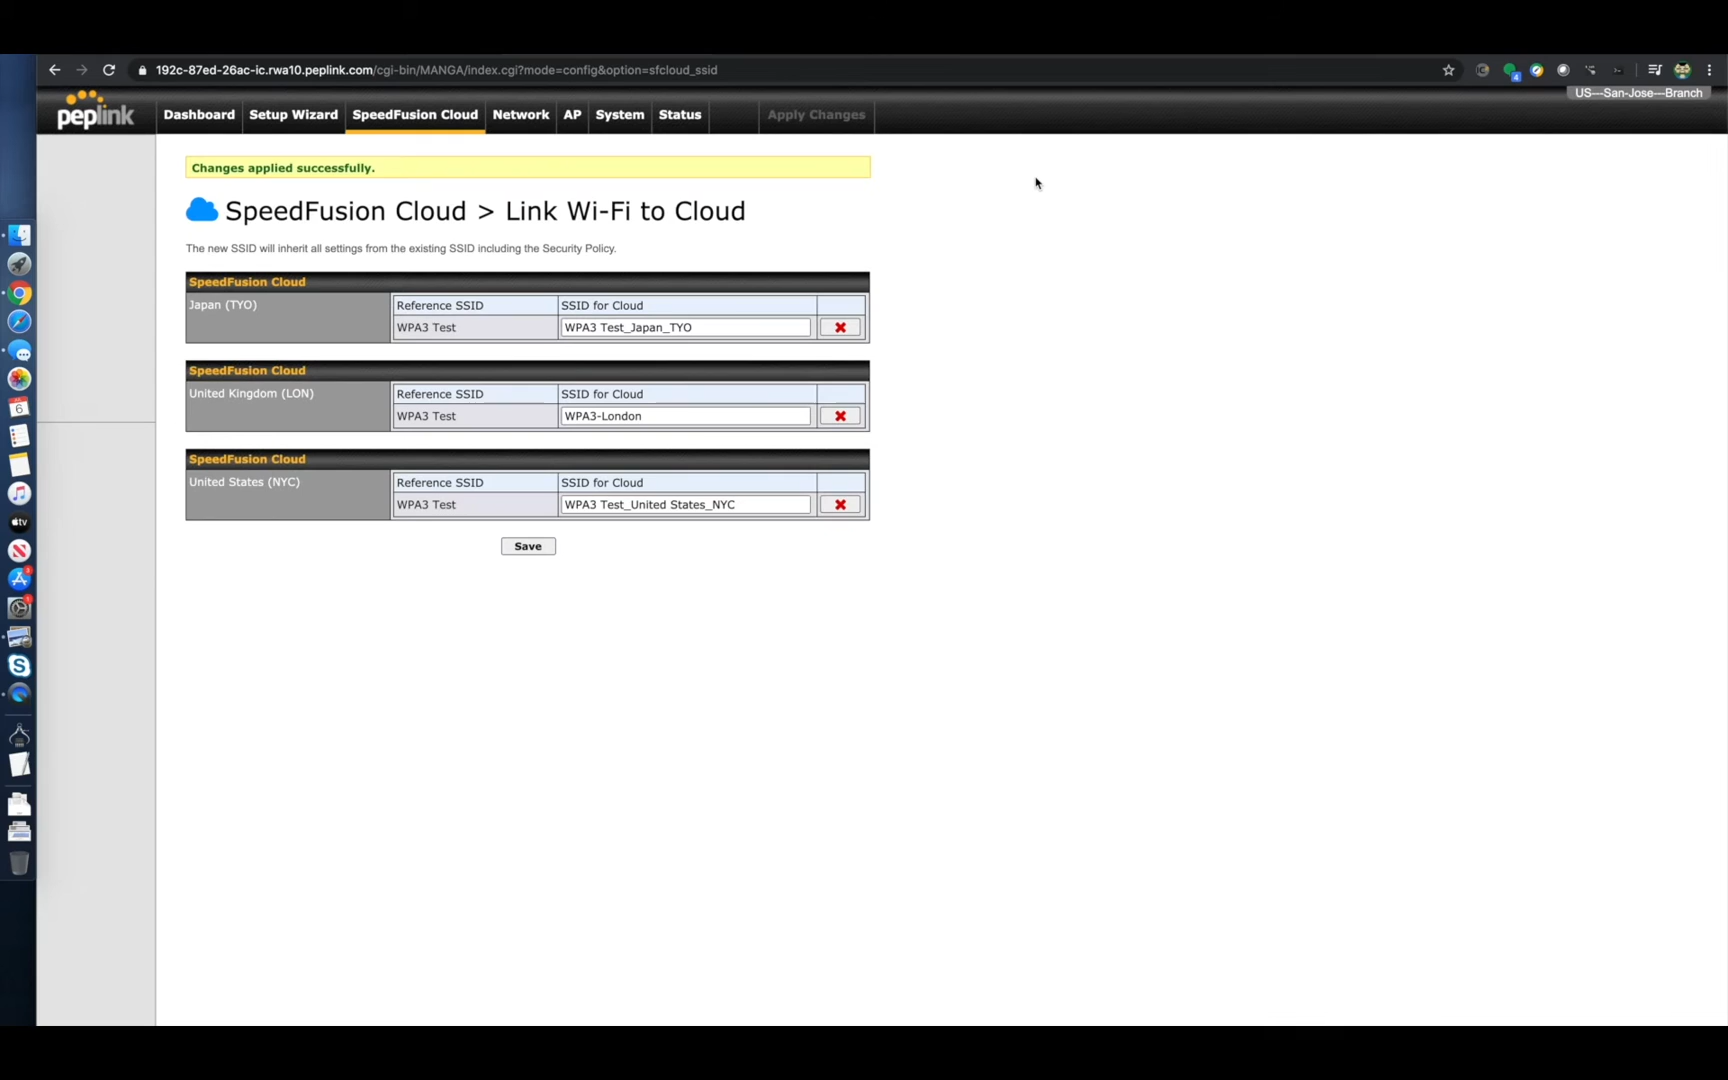 192c-87ed-26ac-ic.rwa10.peplink.com/cgi-bin/MANGA/index.cgi?mode=config&option=sfcloud_ssid
4
US---San-Jose---Branch
peplink
Dashboard Setup Wizard SpeedFusion Cloud Network AP System Status Apply Changes
Changes applied successfully.
SpeedFusion Cloud > Link Wi-Fi to Cloud
The new SSID will inherit all settings from the existing SSID including the Security Policy.
SpeedFusion Cloud
Japan (TYO) Reference SSID SSID for Cloud
WPA3 Test WPA3 Test_Japan_TYO
SpeedFusion Cloud
United Kingdom (LON) Reference SSID SSID for Cloud
WPA3 Test WPA3-London
SpeedFusion Cloud
United States (NYC) Reference SSID SSID for Cloud
WPA3 Test WPA3 Test_United States_NYC
Save
6
tv
S